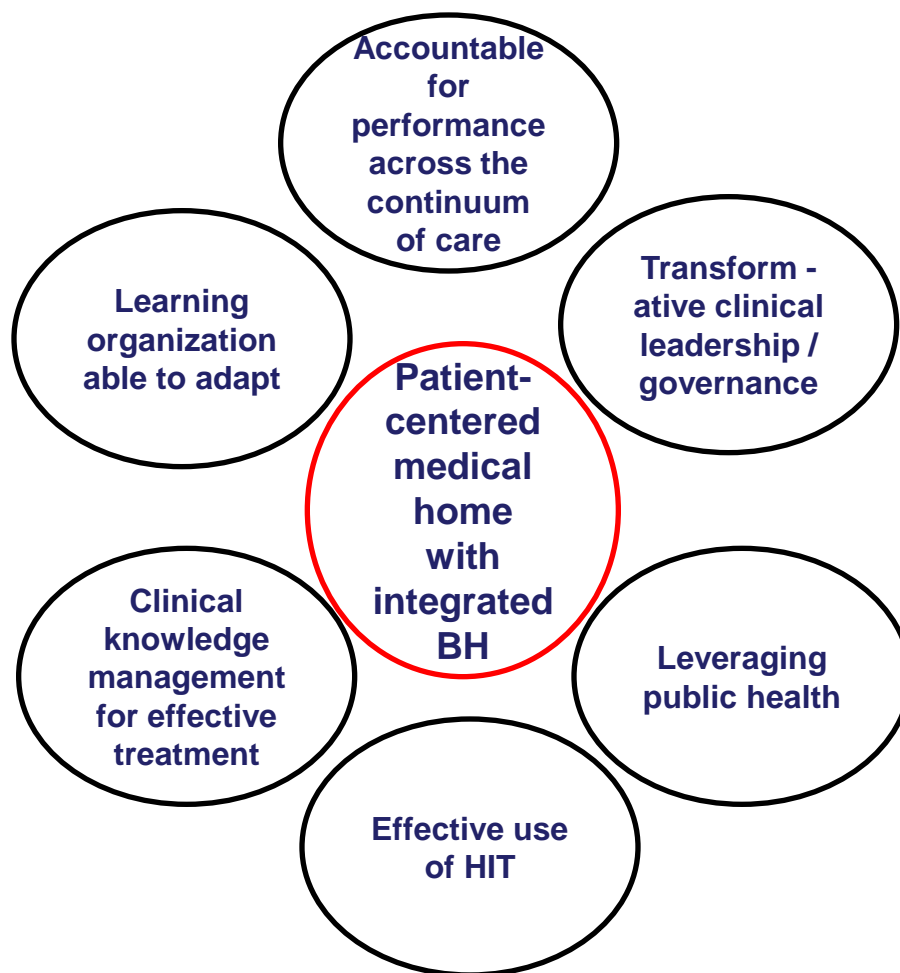 Accountable
for
performance
across the
continuum
of care
Transform -
ative clinical
leadership /
governance
Learning
organization
able to adapt
Patient-
centered
medical
home
with
integrated
BH
Clinical
knowledge
management
for effective
treatment
Leveraging
public health
Effective use
of HIT